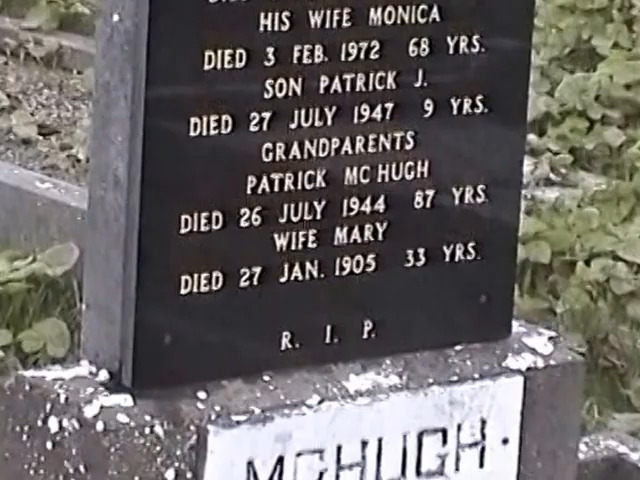 HIS WIFE MONICA
DIED 3 FEB. 1972 68 YRS.
SON PATRICK J.
DIED 27 JULY 1947 9 YRS.
GRANDPARENTS
PATRICK MC HUGH
DIED 26 JULY 1944 87 YRS
WIFE MARY
DIED 27 JAN. 1905 33 YRS.
R. I. P.
MCHUGH.